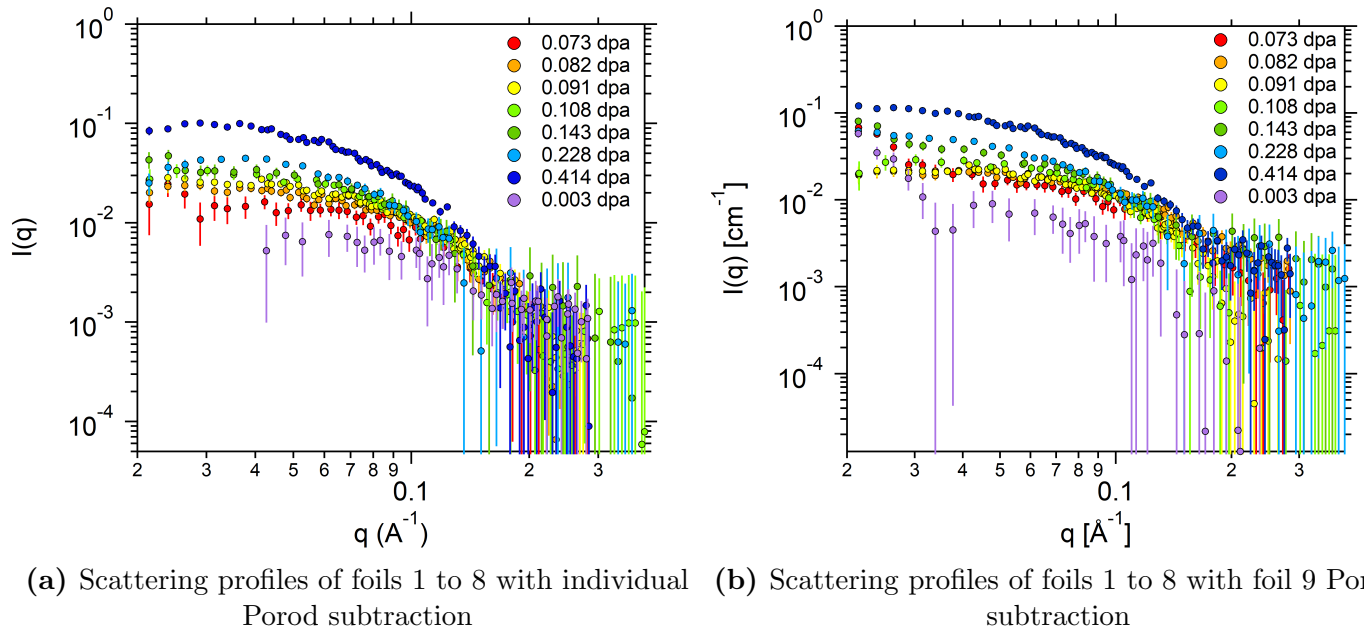 10⁰
10⁻¹
10⁻²
10⁻³
10⁻⁴
I(q)
0.073 dpa
0.082 dpa
0.091 dpa
0.108 dpa
0.143 dpa
0.228 dpa
0.414 dpa
0.003 dpa
2 3 4 5 6 7 8 9 0.1 2 3
q (A⁻¹)
10⁰
10⁻¹
10⁻²
10⁻³
10⁻⁴
I(q) [cm⁻¹]
0.073 dpa
0.082 dpa
0.091 dpa
0.108 dpa
0.143 dpa
0.228 dpa
0.414 dpa
0.003 dpa
2 3 4 5 6 7 8 9 0.1 2 3
q [Å⁻¹]
(a) Scattering profiles of foils 1 to 8 with individual
Porod subtraction
(b) Scattering profiles of foils 1 to 8 with foil 9 Por
subtraction